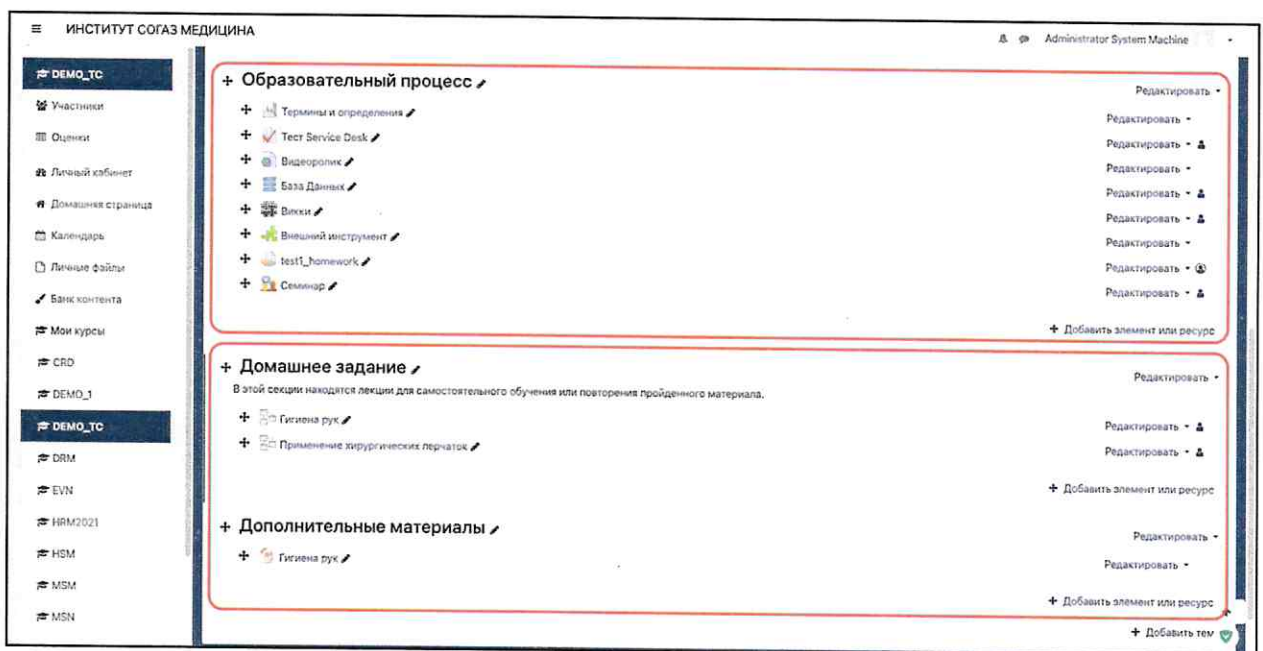 ИНСТИТУТ СОГАЗ МЕДИЦИНА
Administrator System Machine
DEMO_TC
Участники
Оценки
Личный кабинет
Домашняя страница
Календарь
Личные файлы
Банк контента
Мои курсы
CRD
DEMO_1
DEMO_TC
DRM
EVN
HRM2021
HSM
MSM
MSN
Образовательный процесс
Редактировать
Термины и определения
Редактировать
Тест Service Desk
Редактировать
Видеоролик
Редактировать
База Данных
Редактировать
Викки
Редактировать
Внешний инструмент
Редактировать
test1_homework
Редактировать
Семинар
Редактировать
+ Добавить элемент или ресурс
Домашнее задание
Редактировать
В этой секции находятся лекции для самостоятельного обучения или повторения пройденного материала.
Гигиена рук
Редактировать
Применение хирургических перчаток
Редактировать
+ Добавить элемент или ресурс
Дополнительные материалы
Редактировать
Гигиена рук
Редактировать
+ Добавить элемент или ресурс
+ Добавить тем